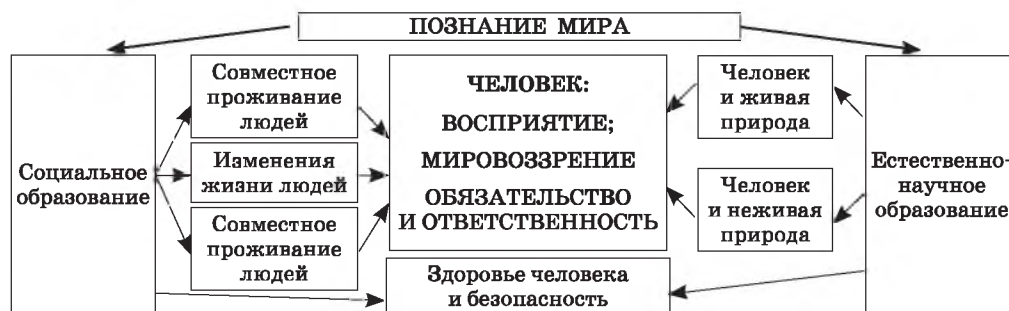 ПОЗНАНИЕ МИРА
Социальное
образование
Совместное
проживание
людей
Изменения
жизни людей
Совместное
проживание
людей
ЧЕЛОВЕК:
ВОСПРИЯТИЕ;
МИРОВОЗЗРЕНИЕ
ОБЯЗАТЕЛЬСТВО
И ОТВЕТСТВЕННОСТЬ
Здоровье человека
и безопасность
Человек
и живая
природа
Человек
и неживая
природа
Естественно-
научное
образование